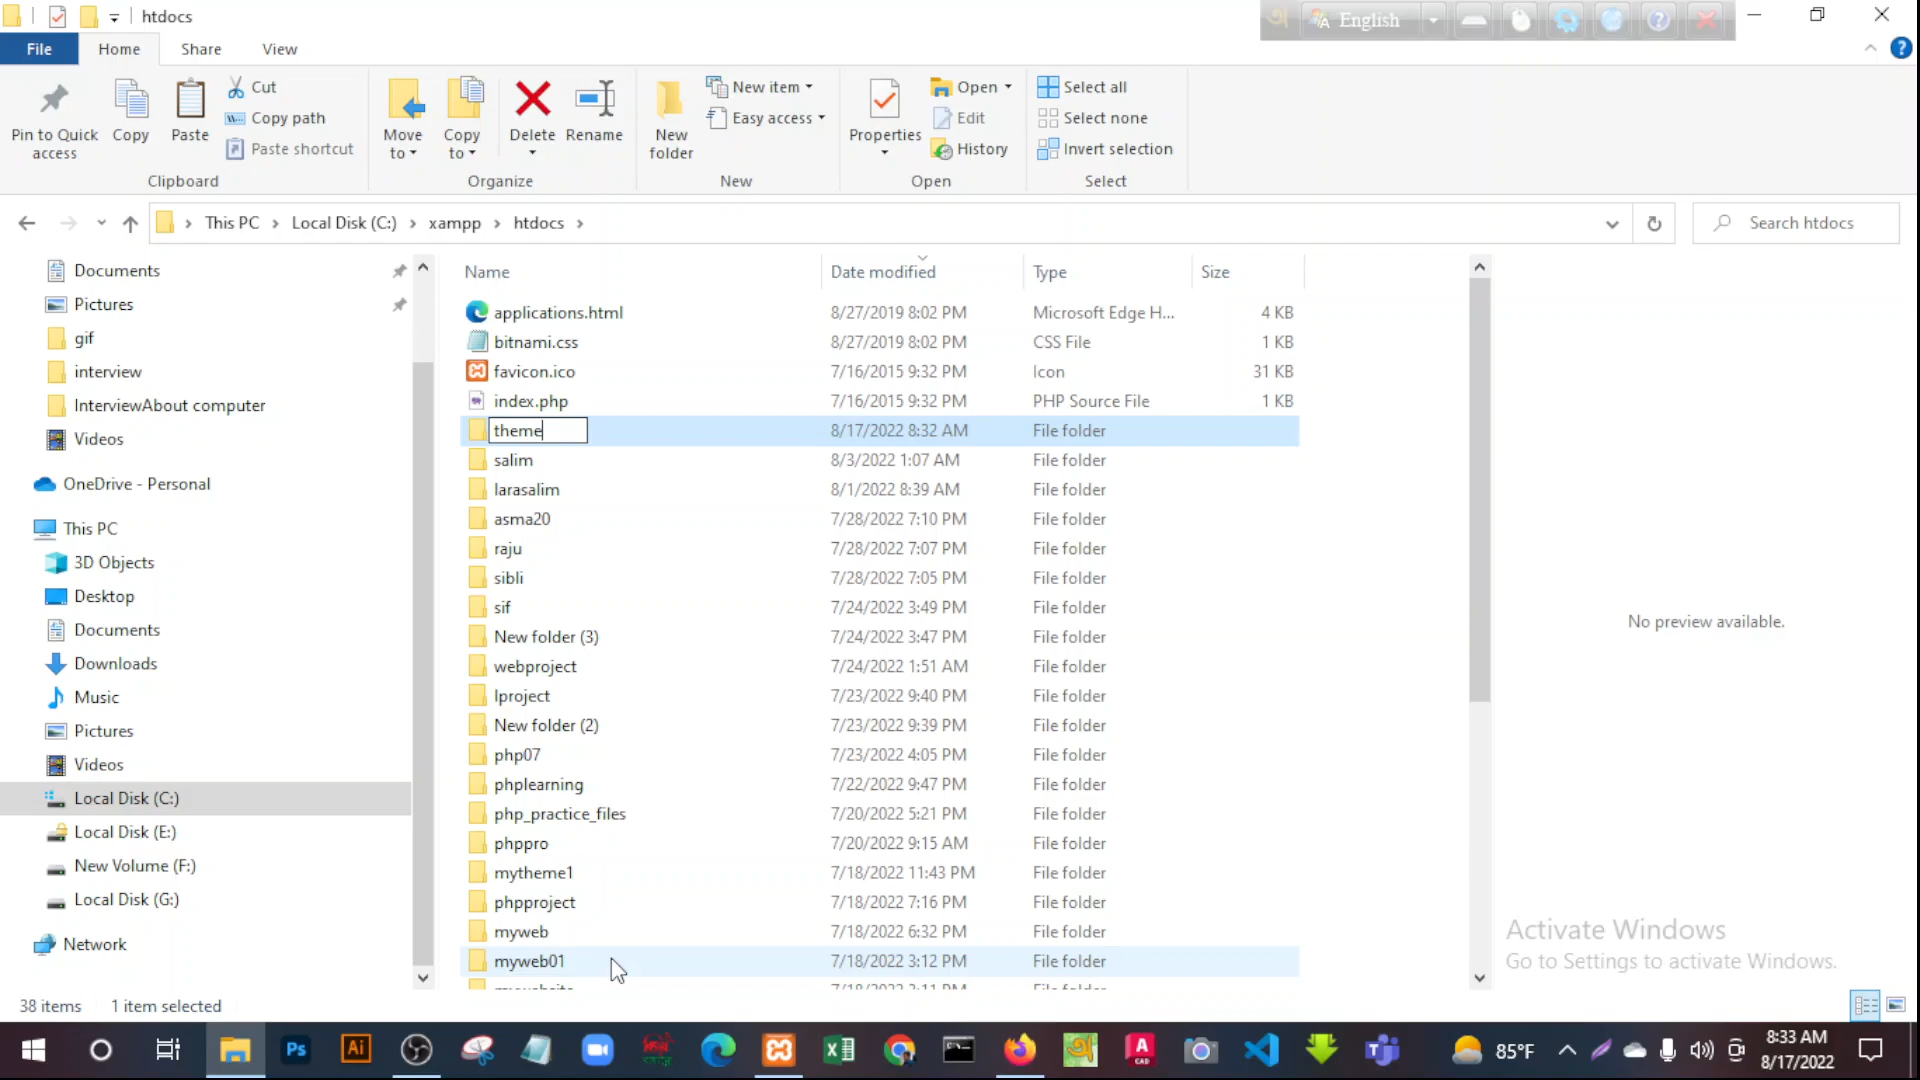 htdocs
English
File
Home
Share
View
Pin to Quick access
Copy
Paste
Cut
Copy path
Paste shortcut
Clipboard
Move to
Copy to
Delete
Rename
Organize
New folder
New item
Easy access
New
Properties
Open
Edit
History
Open
Select all
Select none
Invert selection
Select
This PC > Local Disk (C:) > xampp > htdocs >
Search htdocs
Documents
Pictures
gif
interview
InterviewAbout computer
Videos
OneDrive - Personal
This PC
3D Objects
Desktop
Documents
Downloads
Music
Pictures
Videos
Local Disk (C:)
Local Disk (E:)
New Volume (F:)
Local Disk (G:)
Network
Name Date modified Type Size
applications.html 8/27/2019 8:02 PM Microsoft Edge H... 4 KB
bitnami.css 8/27/2019 8:02 PM CSS File 1 KB
favicon.ico 7/16/2015 9:32 PM Icon 31 KB
index.php 7/16/2015 9:32 PM PHP Source File 1 KB
theme 8/17/2022 8:32 AM File folder
salim 8/3/2022 1:07 AM File folder
larasalim 8/1/2022 8:39 AM File folder
asma20 7/28/2022 7:10 PM File folder
raju 7/28/2022 7:07 PM File folder
sibli 7/28/2022 7:05 PM File folder
sif 7/24/2022 3:49 PM File folder
New folder (3) 7/24/2022 3:47 PM File folder
webproject 7/24/2022 1:51 AM File folder
lproject 7/23/2022 9:40 PM File folder
New folder (2) 7/23/2022 9:39 PM File folder
php07 7/23/2022 4:05 PM File folder
phplearning 7/22/2022 9:47 PM File folder
php_practice_files 7/20/2022 5:21 PM File folder
phppro 7/20/2022 9:15 AM File folder
mytheme1 7/18/2022 11:43 PM File folder
phpproject 7/18/2022 7:16 PM File folder
myweb 7/18/2022 6:32 PM File folder
myweb01 7/18/2022 3:12 PM File folder
No preview available.
Activate Windows
Go to Settings to activate Windows.
38 items 1 item selected
Ps
Ai
85°F
8:33 AM
8/17/2022